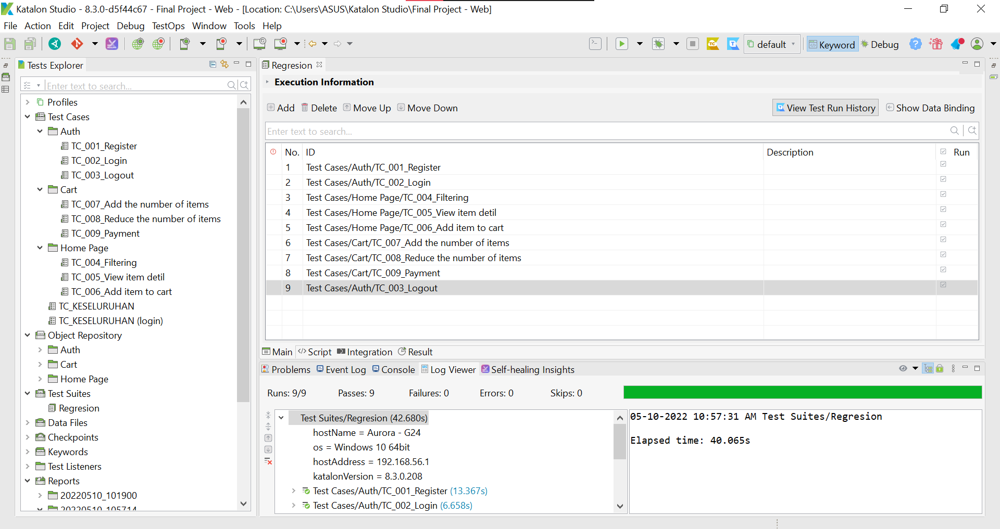 Katalon Studio - 8.3.0-d5f44c67 - Final Project - Web - [Location: C:\Users\ASUS\Katalon Studio\Final Project - Web]
File Action Edit Project Debug TestOps Window Tools Help
default Keyword Debug
Tests Explorer
Enter text to search...
Profiles
Test Cases
Auth
TC_001_Register
TC_002_Login
TC_003_Logout
Cart
TC_007_Add the number of items
TC_008_Reduce the number of items
TC_009_Payment
Home Page
TC_004_Filtering
TC_005_View item detil
TC_006_Add item to cart
TC_KESELURUHAN
TC_KESELURUHAN (login)
Object Repository
Auth
Cart
Home Page
Test Suites
Regresion
Data Files
Checkpoints
Keywords
Test Listeners
Reports
20220510_101900
20220510_105714
Regresion
Execution Information
Add Delete Move Up Move Down View Test Run History Show Data Binding
Enter text to search...
No. ID Description Run
1 Test Cases/Auth/TC_001_Register
2 Test Cases/Auth/TC_002_Login
3 Test Cases/Home Page/TC_004_Filtering
4 Test Cases/Home Page/TC_005_View item detil
5 Test Cases/Home Page/TC_006_Add item to cart
6 Test Cases/Cart/TC_007_Add the number of items
7 Test Cases/Cart/TC_008_Reduce the number of items
8 Test Cases/Cart/TC_009_Payment
9 Test Cases/Auth/TC_003_Logout
Main Script Integration Result
Problems Event Log Console Log Viewer Self-healing Insights
Runs: 9/9 Passes: 9 Failures: 0 Errors: 0 Skips: 0
Test Suites/Regresion (42.680s)
hostName = Aurora - G24
os = Windows 10 64bit
hostAddress = 192.168.56.1
katalonVersion = 8.3.0.208
Test Cases/Auth/TC_001_Register (13.367s)
Test Cases/Auth/TC_002_Login (6.658s)
05-10-2022 10:57:31 AM Test Suites/Regresion
Elapsed time: 40.065s